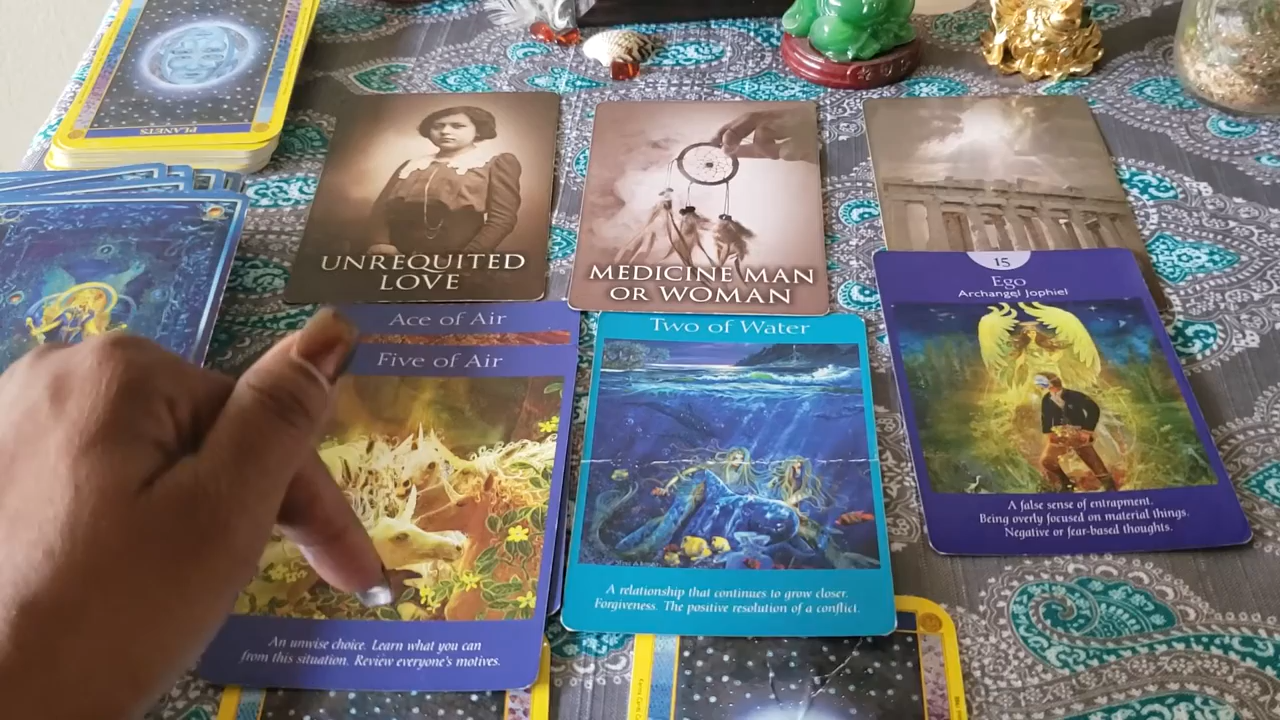 PLANETS
UNREQUITED
LOVE
MEDICINE MAN
OR WOMAN
15
Ego
Archangel Jophiel
A false sense of entrapment.
Being overly focused on material things.
Negative or fear-based thoughts.
Ace of Air
Five of Air
An unwise choice. Learn what you can
from this situation. Review everyone's motives.
Two of Water
A relationship that continues to grow closer.
Forgiveness. The positive resolution of a conflict.